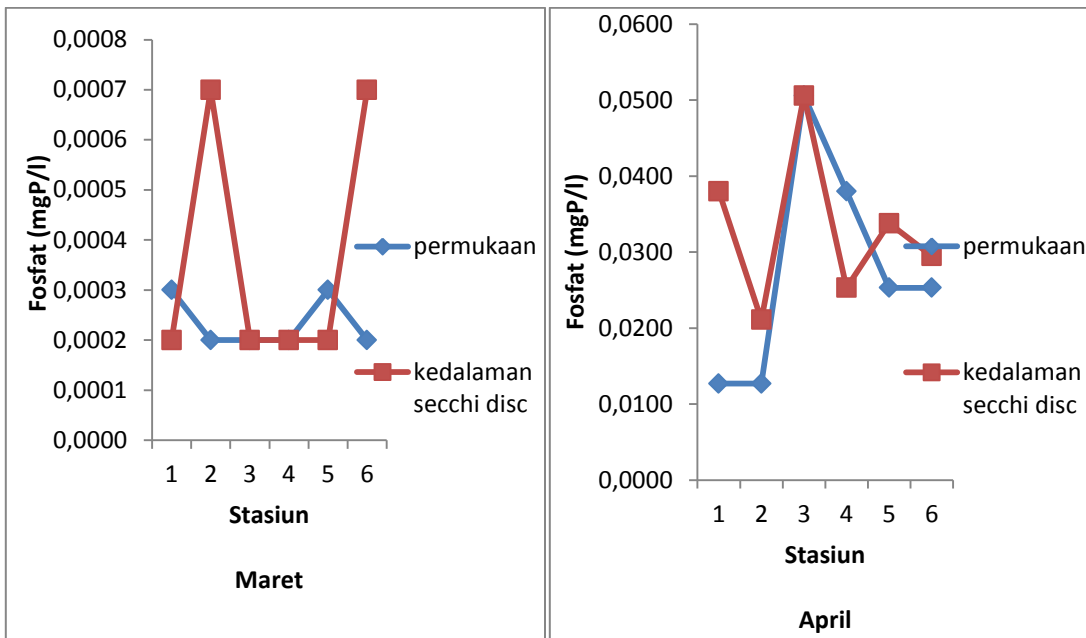 0,0008
0,0007
0,0006
0,0005
0,0004
0,0003
0,0002
0,0001
0,0000
Fosfat (mgP/l)
1 2 3 4 5 6
Stasiun
permukaan
kedalaman
secchi disc
Maret
0,0600
0,0500
0,0400
0,0300
0,0200
0,0100
0,0000
Fosfat (mgP/l)
1 2 3 4 5 6
Stasiun
permukaan
kedalaman
secchi disc
April